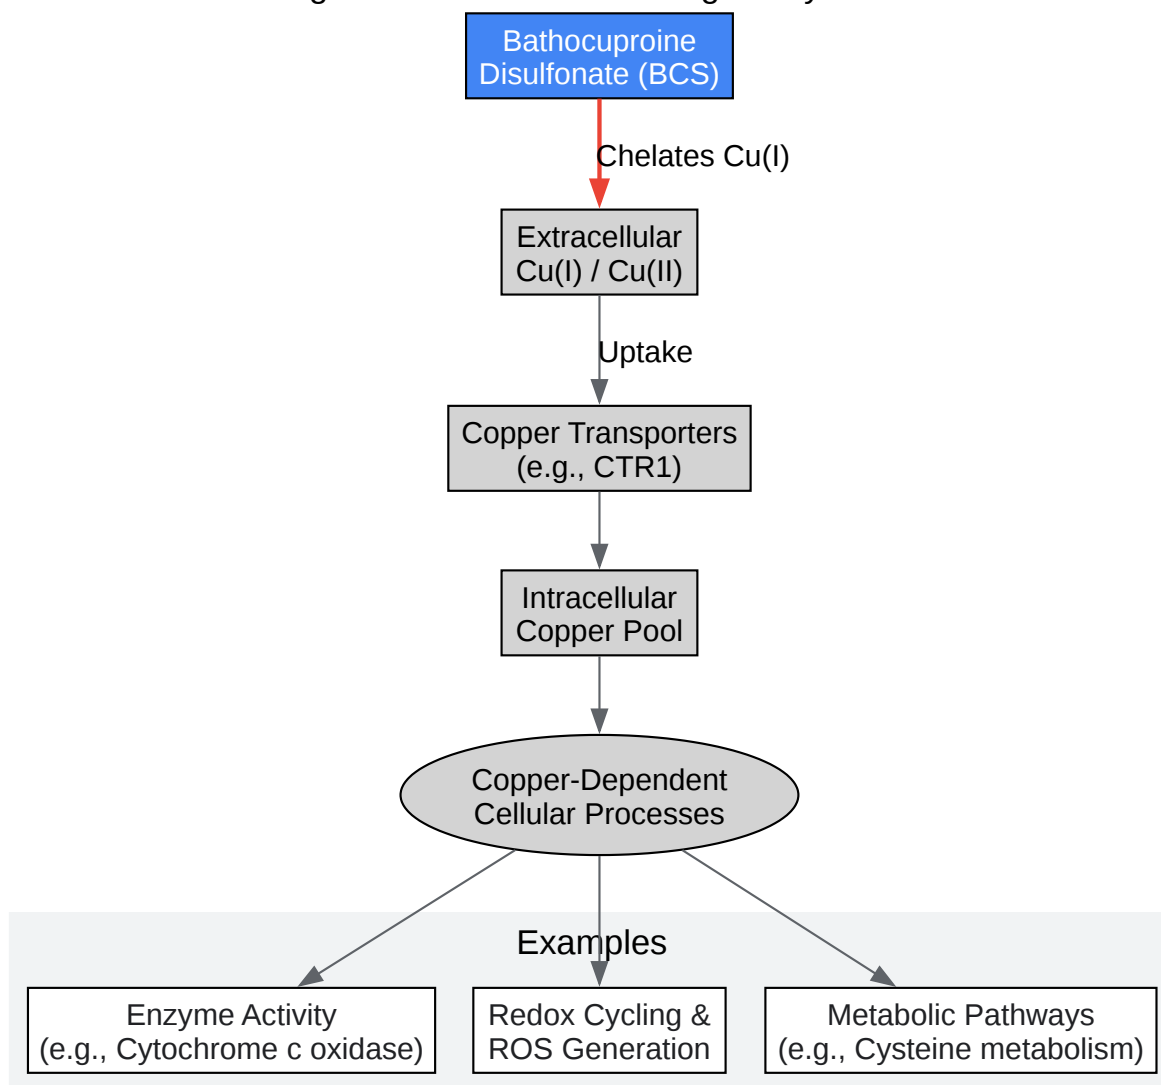 Bathocuproine
Disulfonate (BCS)
Chelates Cu(I)
Extracellular
Cu(I) / Cu(II)
Uptake
Copper Transporters
(e.g., CTR1)
Intracellular
Copper Pool
Copper-Dependent
Cellular Processes
Examples
Enzyme Activity
(e.g., Cytochrome c oxidase)
Redox Cycling &
ROS Generation
Metabolic Pathways
(e.g., Cysteine metabolism)